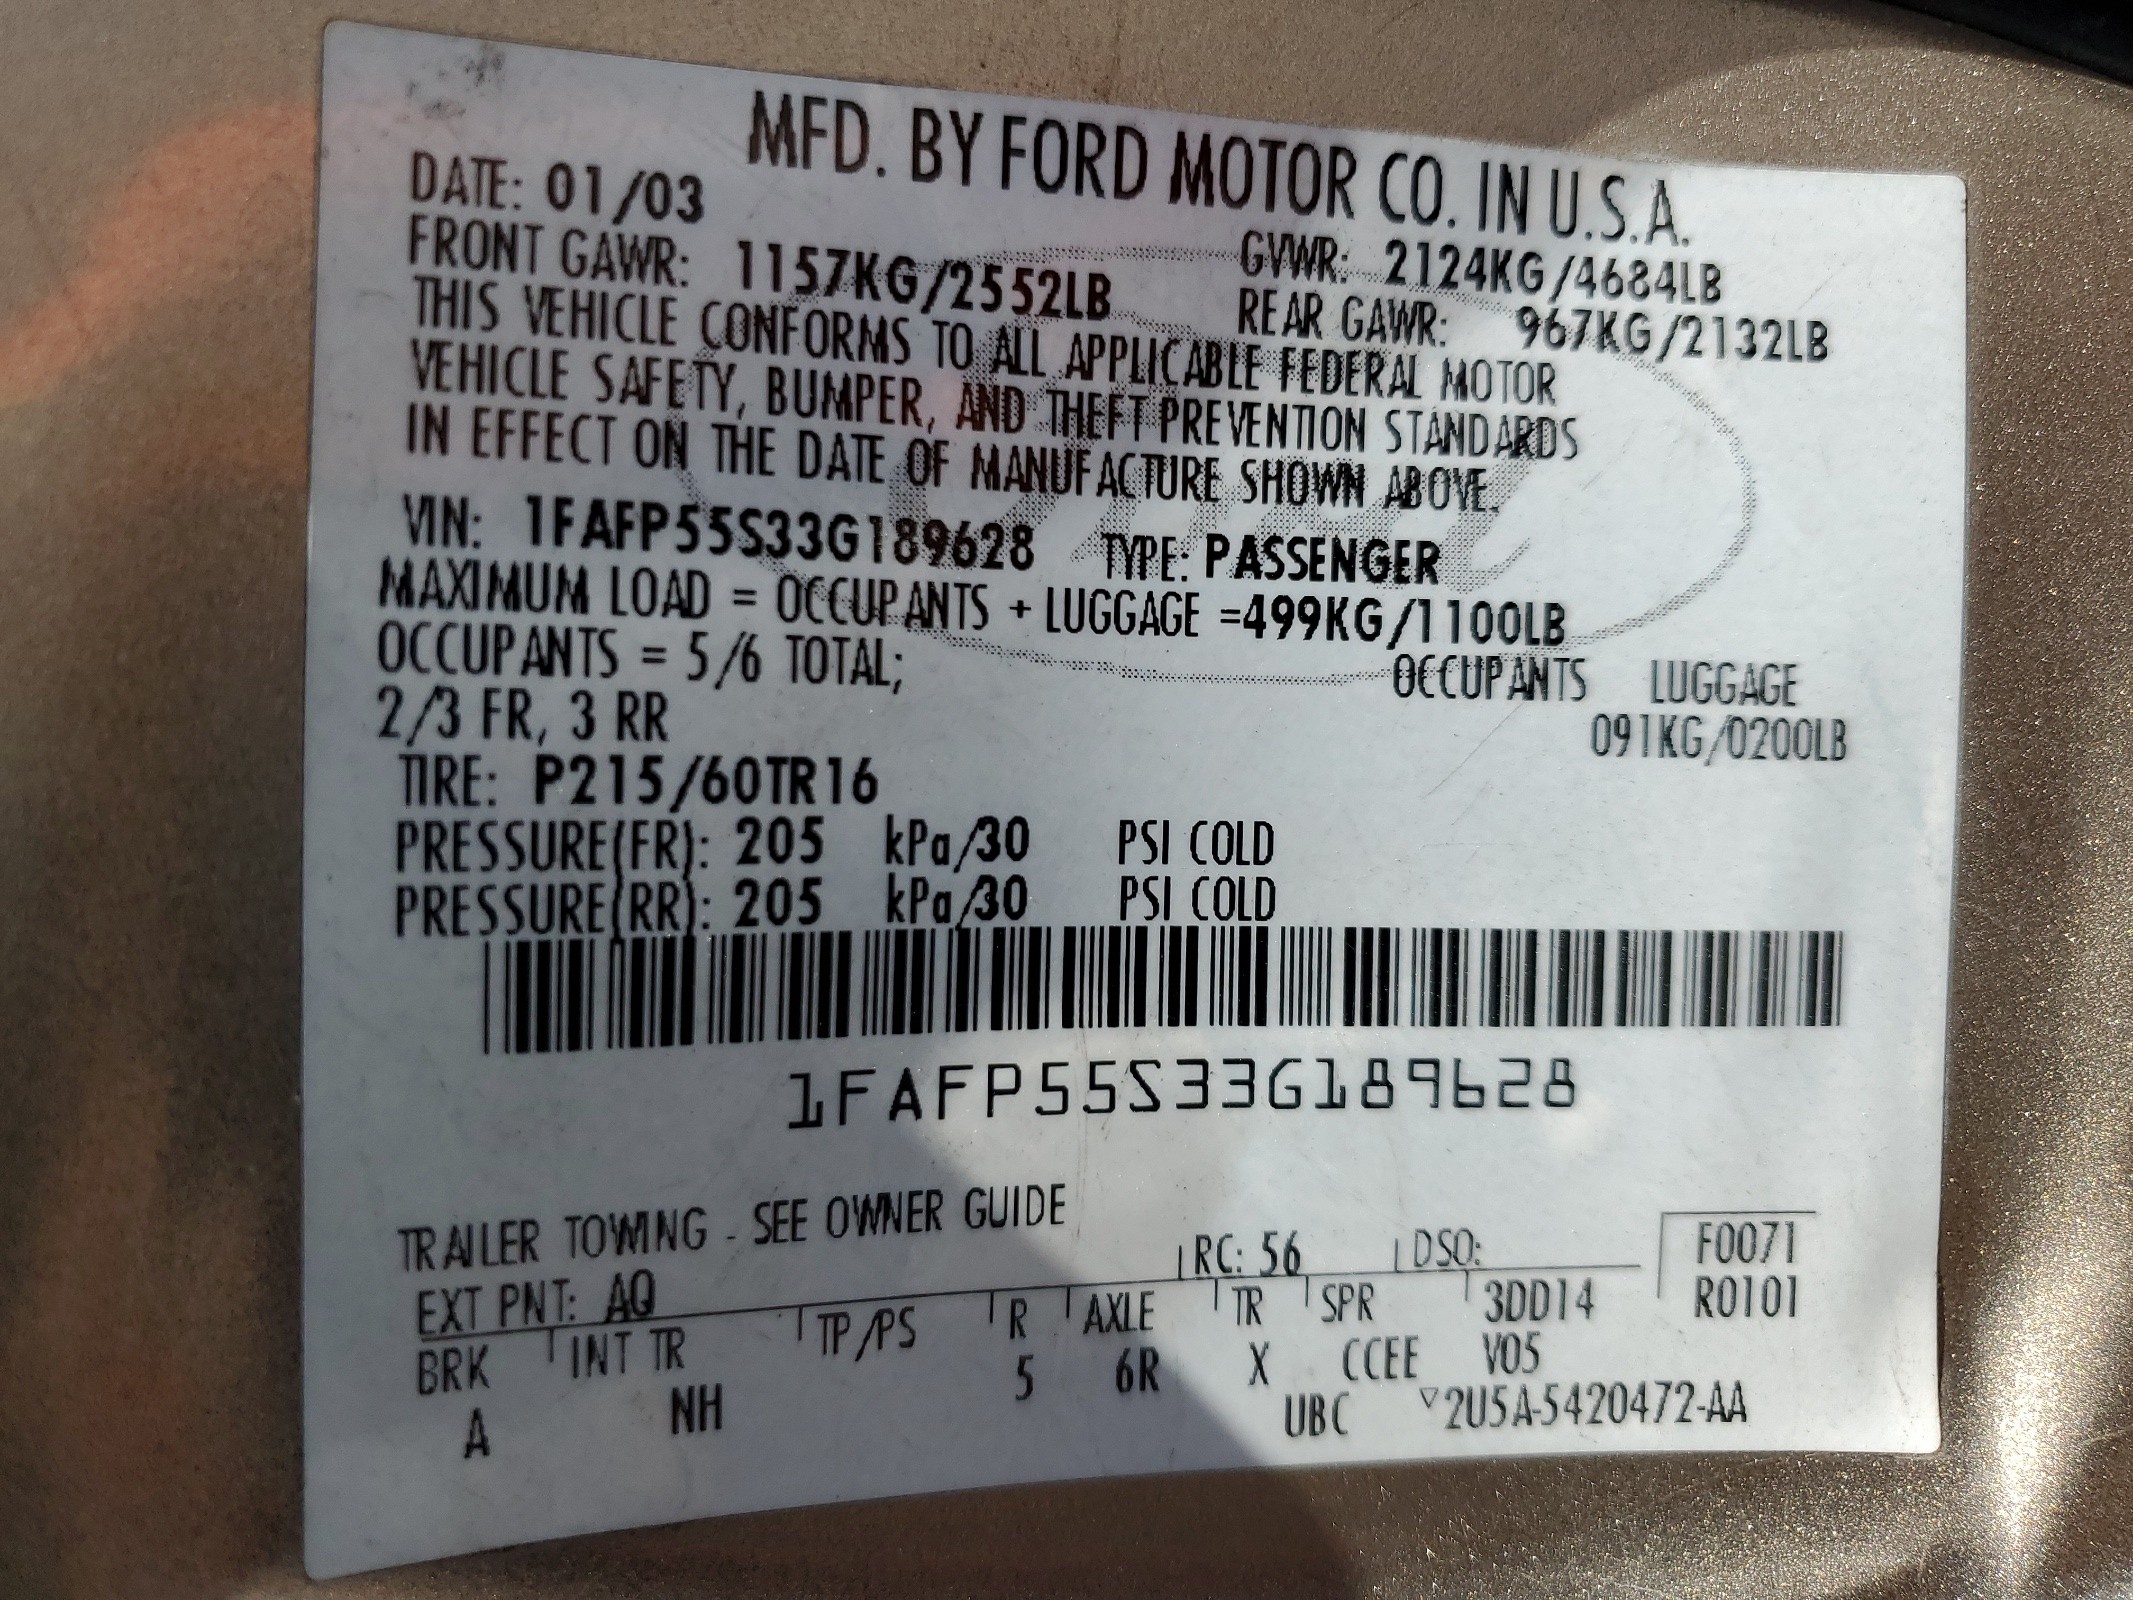 MFD. BY FORD MOTOR CO. IN U.S.A.
DATE: 01/03 GVWR: 2124KG/4684LB
FRONT GAWR: 1157KG/2552LB REAR GAWR: 967KG/2132LB
THIS VEHICLE CONFORMS TO ALL APPLICABLE FEDERAL MOTOR
VEHICLE SAFETY, BUMPER, AND THEFT PREVENTION STANDARDS
IN EFFECT ON THE DATE OF MANUFACTURE SHOWN ABOVE.
VIN: 1FAFP55S33G189628 TYPE: PASSENGER
MAXIMUM LOAD = OCCUPANTS + LUGGAGE =499KG/1100LB
OCCUPANTS = 5/6 TOTAL; OCCUPANTS LUGGAGE
2/3 FR, 3 RR 091KG/0200LB
TIRE: P215/60TR16
PRESSURE(FR): 205 kPa/30 PSI COLD
PRESSURE(RR): 205 kPa/30 PSI COLD
1FAFP55S33G189628
TRAILER TOWING - SEE OWNER GUIDE
EXT PNT: AQ RC: 56 DSO: F0071
BRK INT TR TP/PS R AXLE TR SPR 3DD14 R0101
A NH 5 6R X CCEE V05
UBC ▽2U5A-5420472-AA